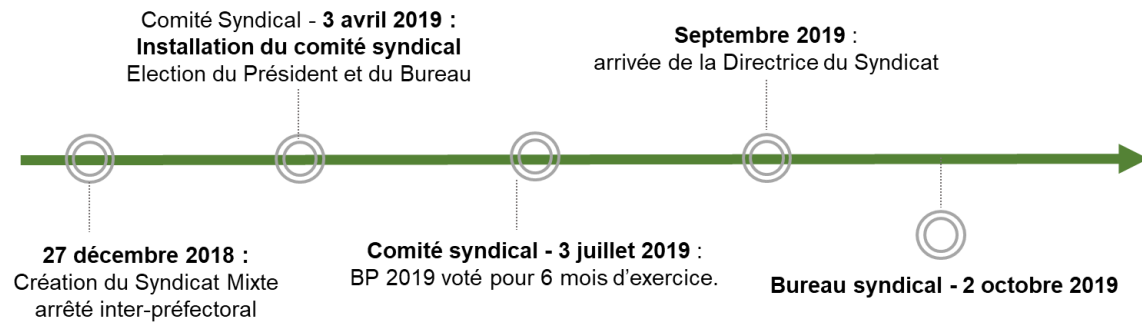 Comité Syndical - 3 avril 2019 :
Installation du comité syndical
Election du Président et du Bureau
Septembre 2019 :
arrivée de la Directrice du Syndicat
27 décembre 2018 :
Création du Syndicat Mixte
arrêté inter-préfectoral
Comité syndical - 3 juillet 2019 :
BP 2019 voté pour 6 mois d’exercice.
Bureau syndical - 2 octobre 2019